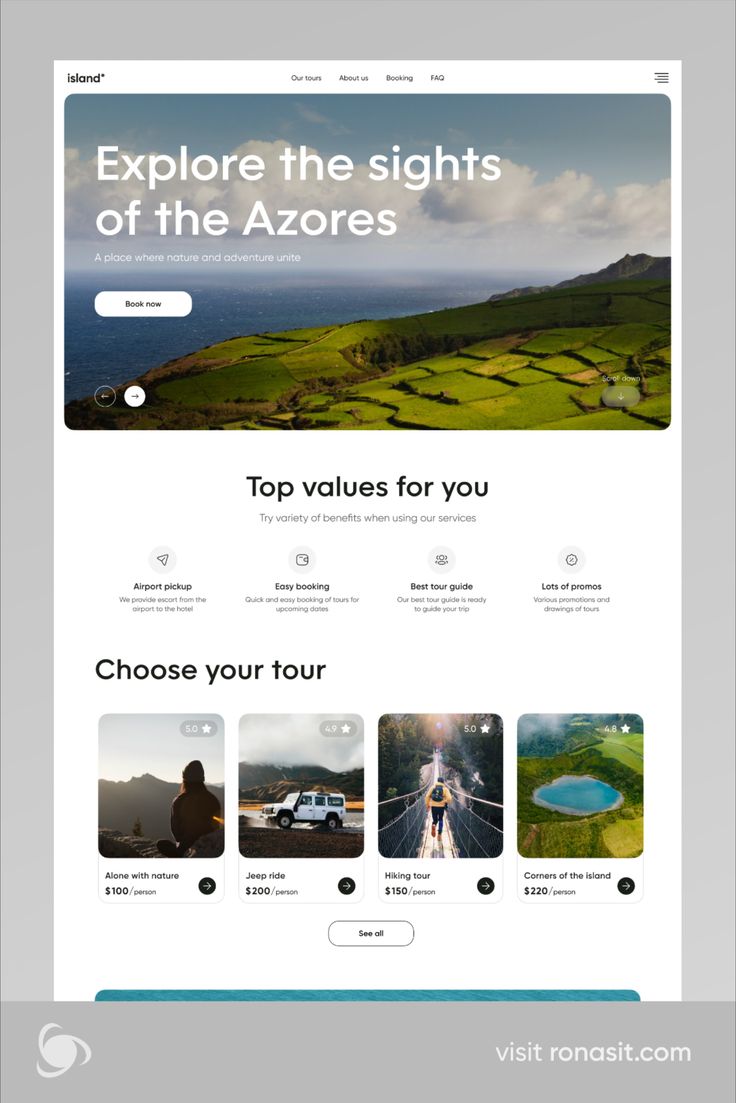 island*
Our tours About us Booking FAQ
Explore the sights
of the Azores
A place where nature and adventure unite
Book now
Scroll down
Top values for you
Try variety of benefits when using our services
Airport pickup
We provide escort from the
airport to the hotel
Easy booking
Quick and easy booking of tours for
upcoming dates
Best tour guide
Our best tour guide is ready
to guide your trip
Lots of promos
Various promotions and
drawings of tours
Choose your tour
5.0
Alone with nature
$100/person
4.9
Jeep ride
$200/person
5.0
Hiking tour
$150/person
4.8
Corners of the island
$220/person
See all
visit ronasit.com